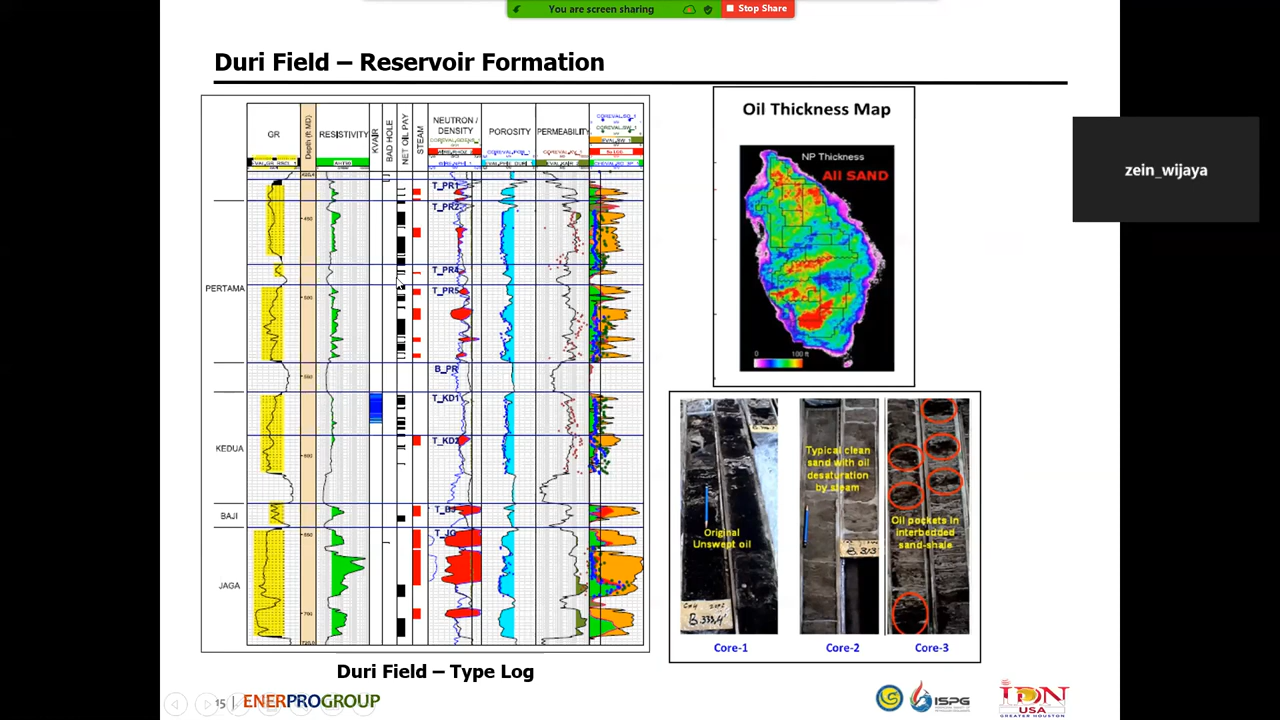 You are screen sharing
Stop Share
Duri Field – Reservoir Formation
GR
Depth (ft MD)
RESISTIVITY
KVAIR
BAD HOLE
NET OIL PAY
STEAM
NEUTRON /
DENSITY
POROSITY
PERMEABILITY
T_PR1
T_PR2
T_PR4
T_PR5
B_PR
T_KD1
T_KD2
PERTAMA
KEDUA
BAJI
JAGA
Duri Field – Type Log
Oil Thickness Map
NP Thickness
All SAND
0
100 ft
Original
Unswept oil
Typical clean
sand with oil
desaturation
by steam
Oil pockets in
interbedded
sand-shale
Core-1
Core-2
Core-3
zein_wijaya
15
ENERPROGROUP
ISPG
IDN
USA
GREATER HOUSTON